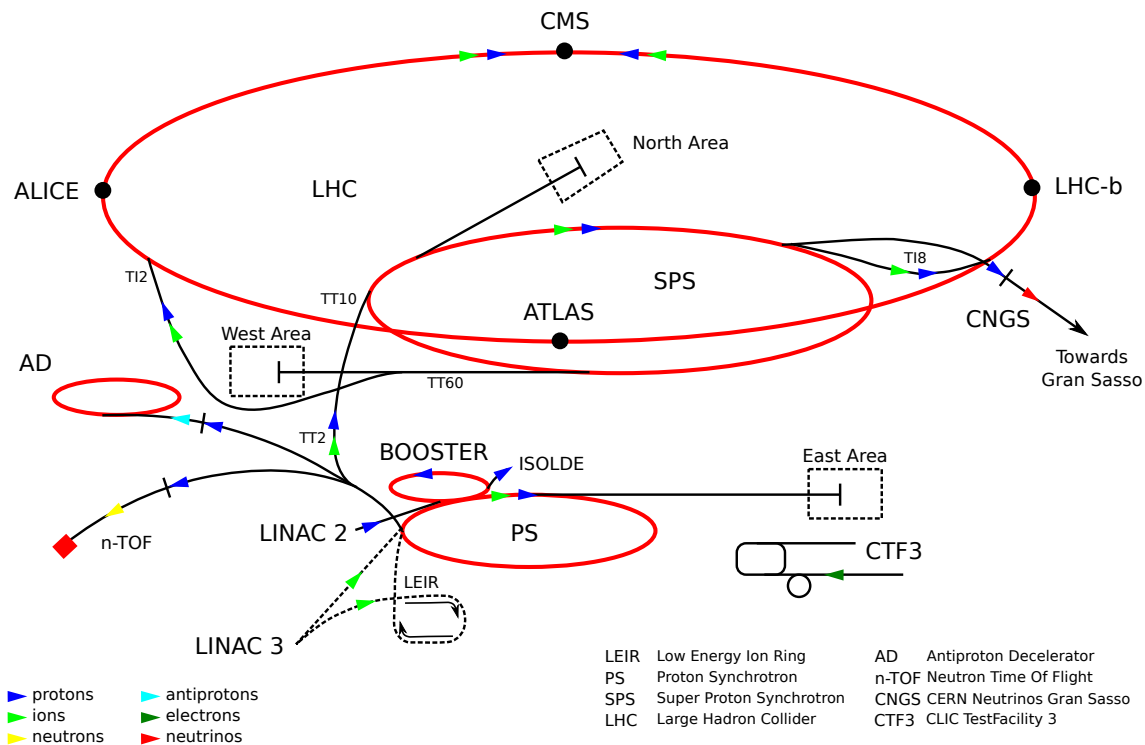 CMS
North Area
ALICE
LHC
LHC-b
TI8
TI2
SPS
TT10
ATLAS
CNGS
West Area
Towards
Gran Sasso
AD
TT60
TT2
BOOSTER
ISOLDE
East Area
LINAC 2
PS
n-TOF
CTF3
LEIR
LINAC 3
LEIR Low Energy Ion Ring
PS Proton Synchrotron
SPS Super Proton Synchrotron
LHC Large Hadron Collider
AD Antiproton Decelerator
n-TOF Neutron Time Of Flight
CNGS CERN Neutrinos Gran Sasso
CTF3 CLIC TestFacility 3
protons
ions
neutrons
antiprotons
electrons
neutrinos